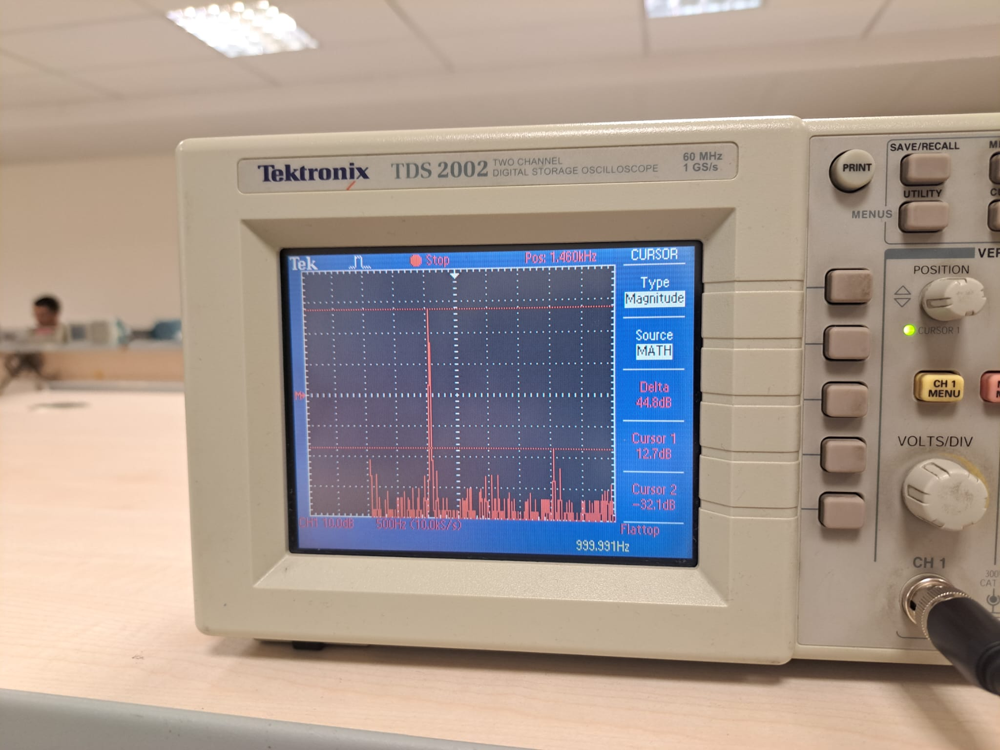 Tektronix TDS 2002 TWO CHANNEL
DIGITAL STORAGE OSCILLOSCOPE
60 MHz
1 GS/s
PRINT
SAVE/RECALL
UTILITY
MENUS
Tek
Stop
Pos: 1.460kHz
CURSOR
Type
Magnitude
Source
MATH
Delta
44.8dB
Cursor 1
12.7dB
Cursor 2
-32.1dB
M
CH1 10.0dB
500Hz (10.0kS/s)
Flattop
999.991Hz
POSITION
CURSOR 1
CH 1
MENU
VOLTS/DIV
CH 1
300
CAT